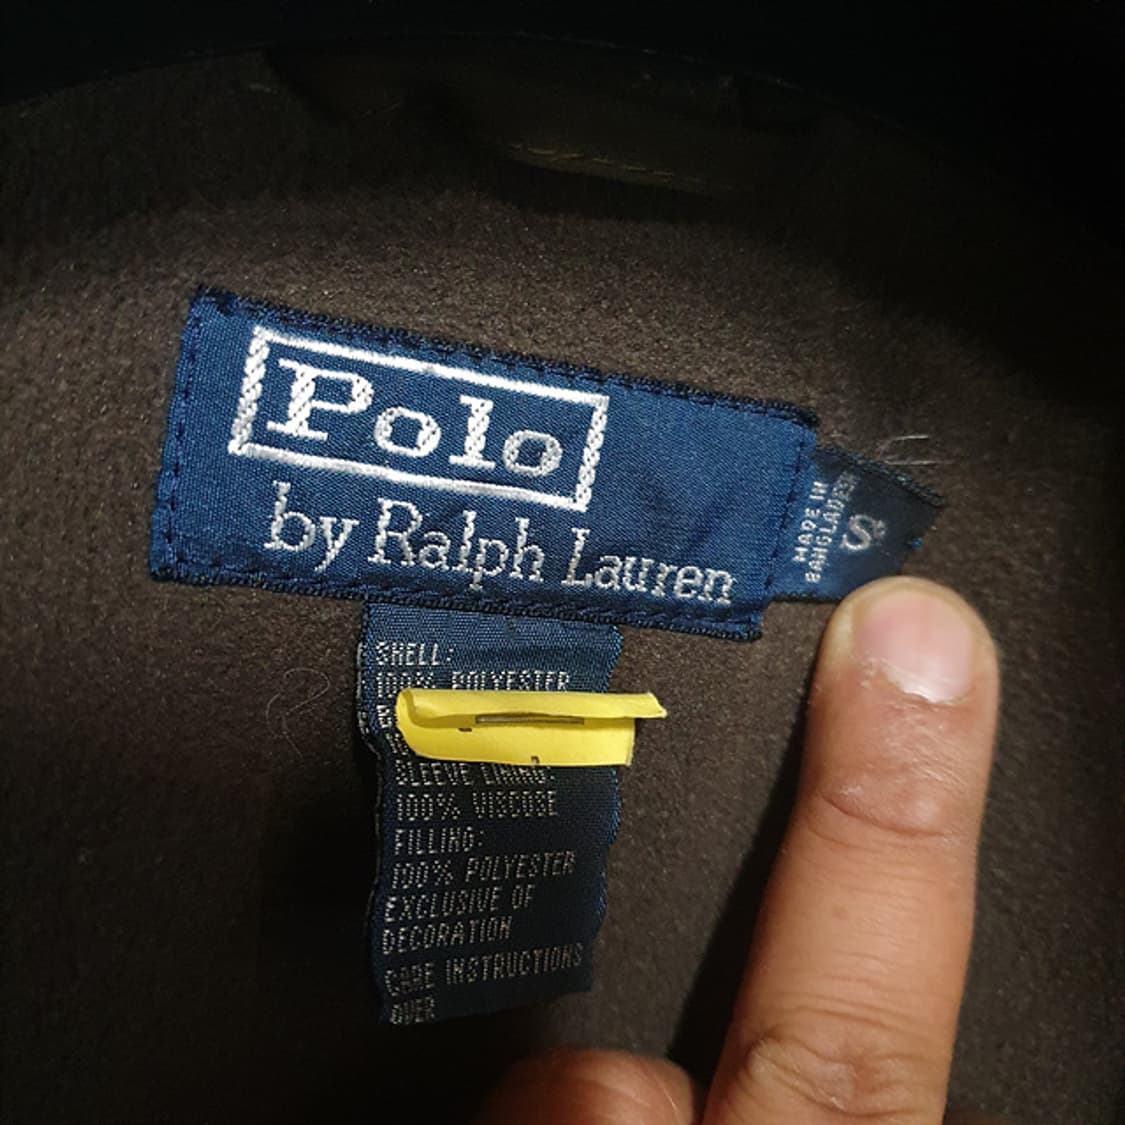 Polo
by Ralph Lauren
MADE IN
BANGLADESH
S
SHELL:
100% POLYESTER
SLEEVE LINING:
100% VISCOSE
FILLING:
100% POLYESTER
EXCLUSIVE OF
DECORATION
CARE INSTRUCTIONS
OVER